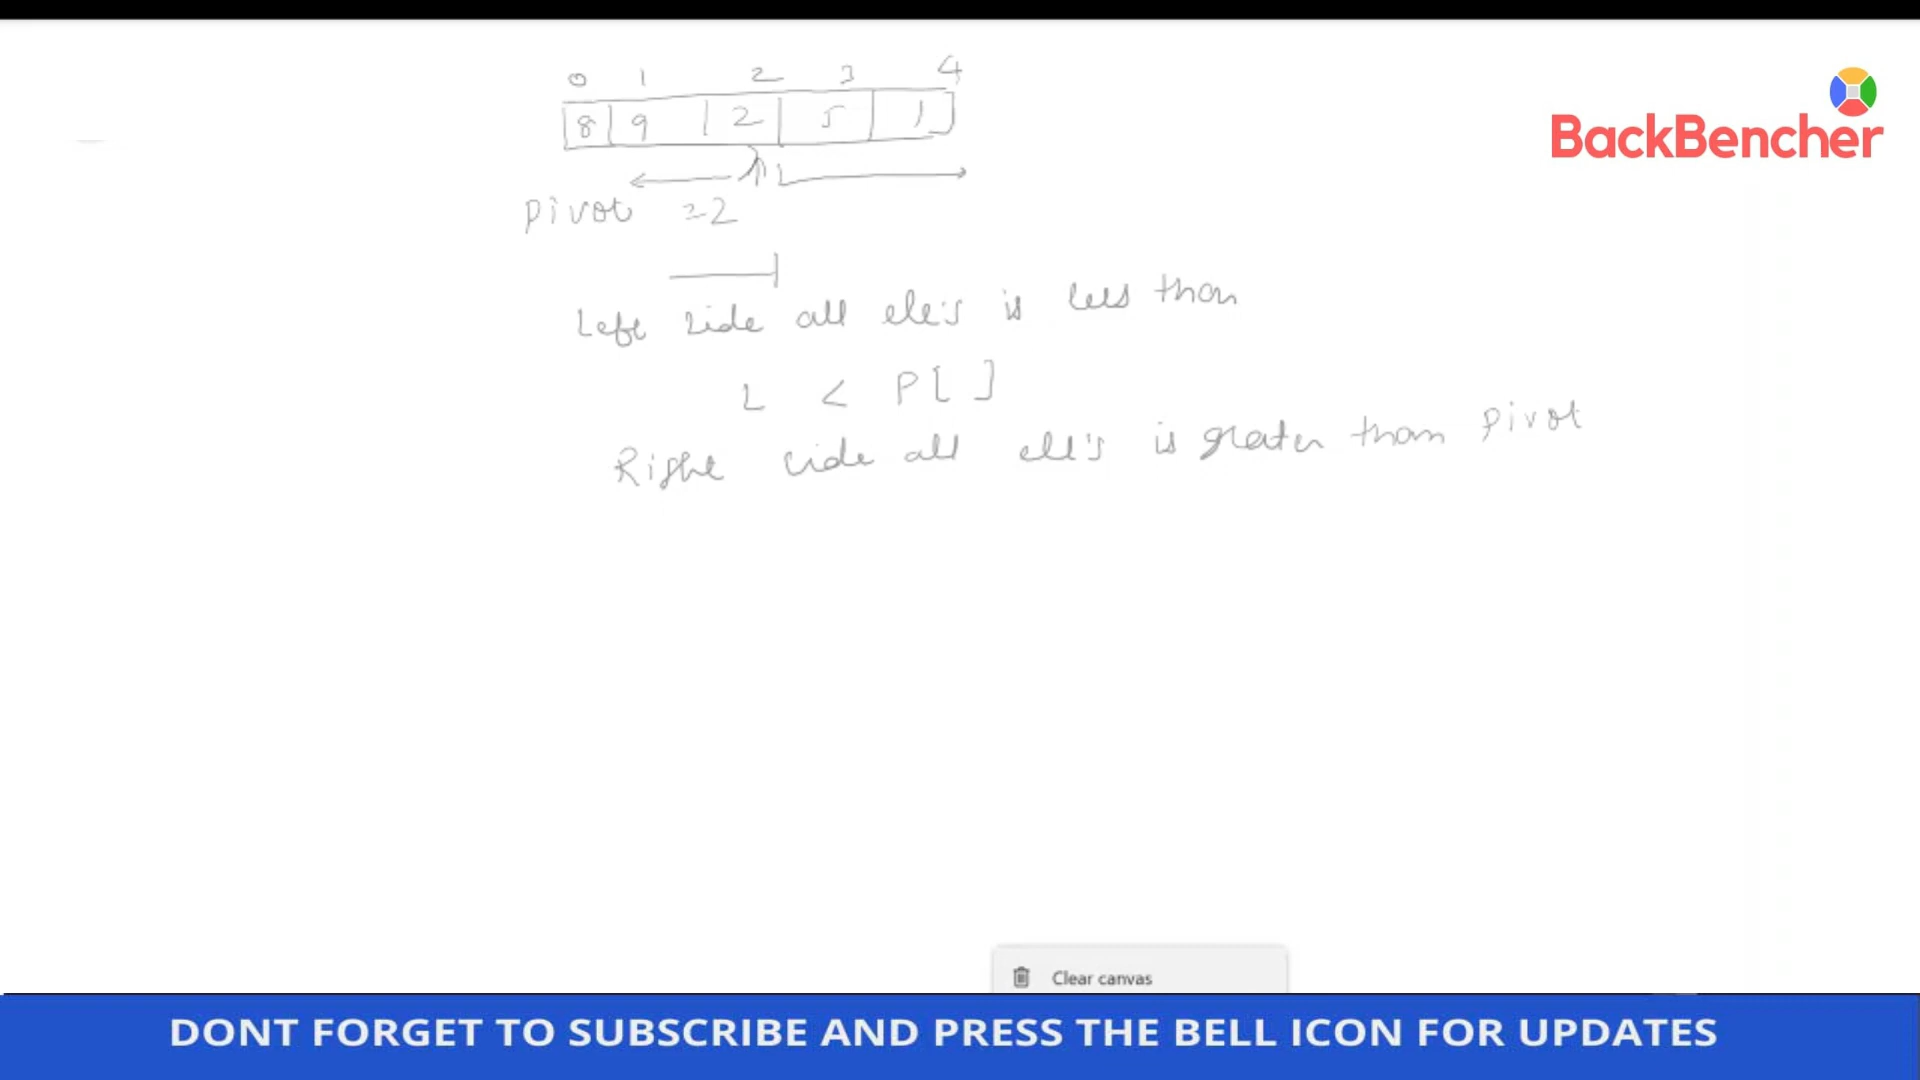 0 1 2 3 4
8 9 2 5 1
BackBencher
pivot = 2
Left side all ele's is less than
L < P[ ]
Right side all ele's is greater than pivot
Clear canvas
DONT FORGET TO SUBSCRIBE AND PRESS THE BELL ICON FOR UPDATES